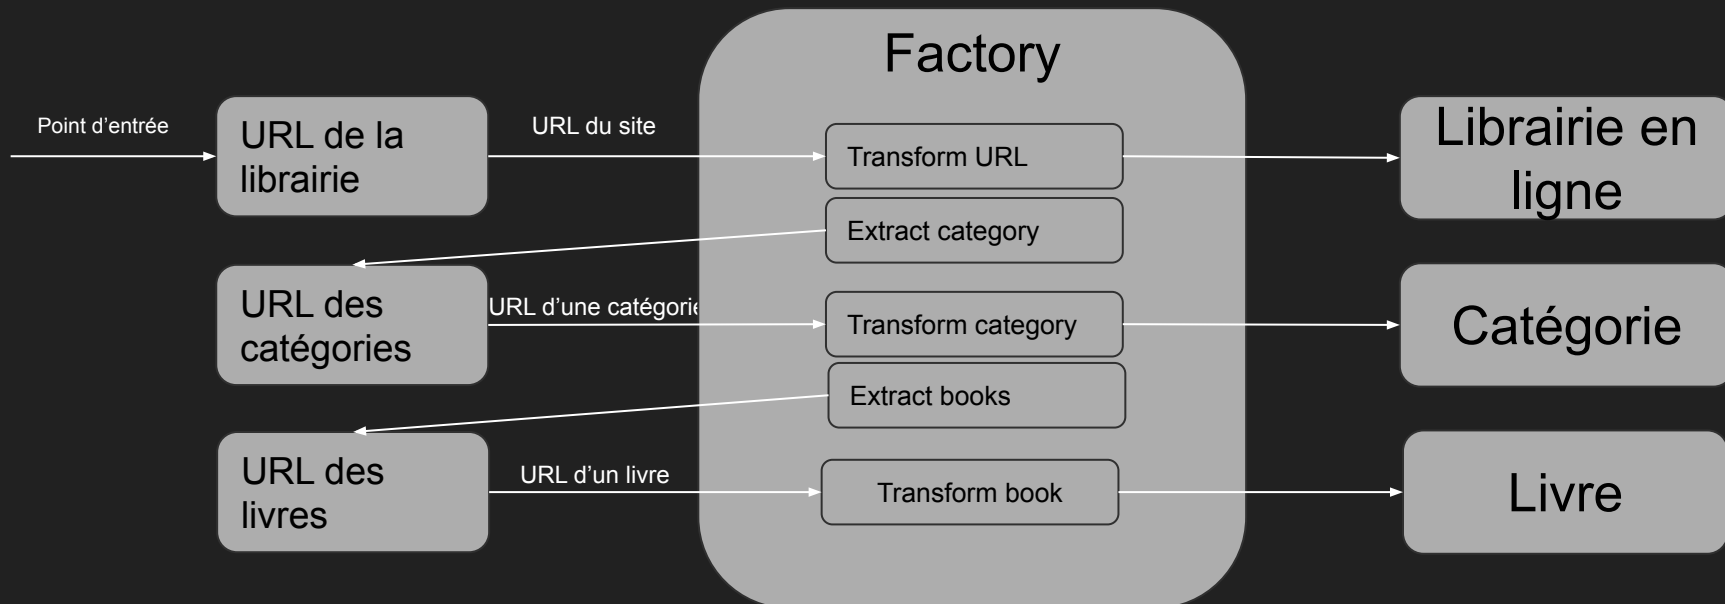 Factory
Point d’entrée
URL de la
librairie
URL du site
Transform URL
Librairie en
ligne
Extract category
URL des
catégories
URL d’une catégorie
Transform category
Catégorie
Extract books
URL des
livres
URL d’un livre
Transform book
Livre